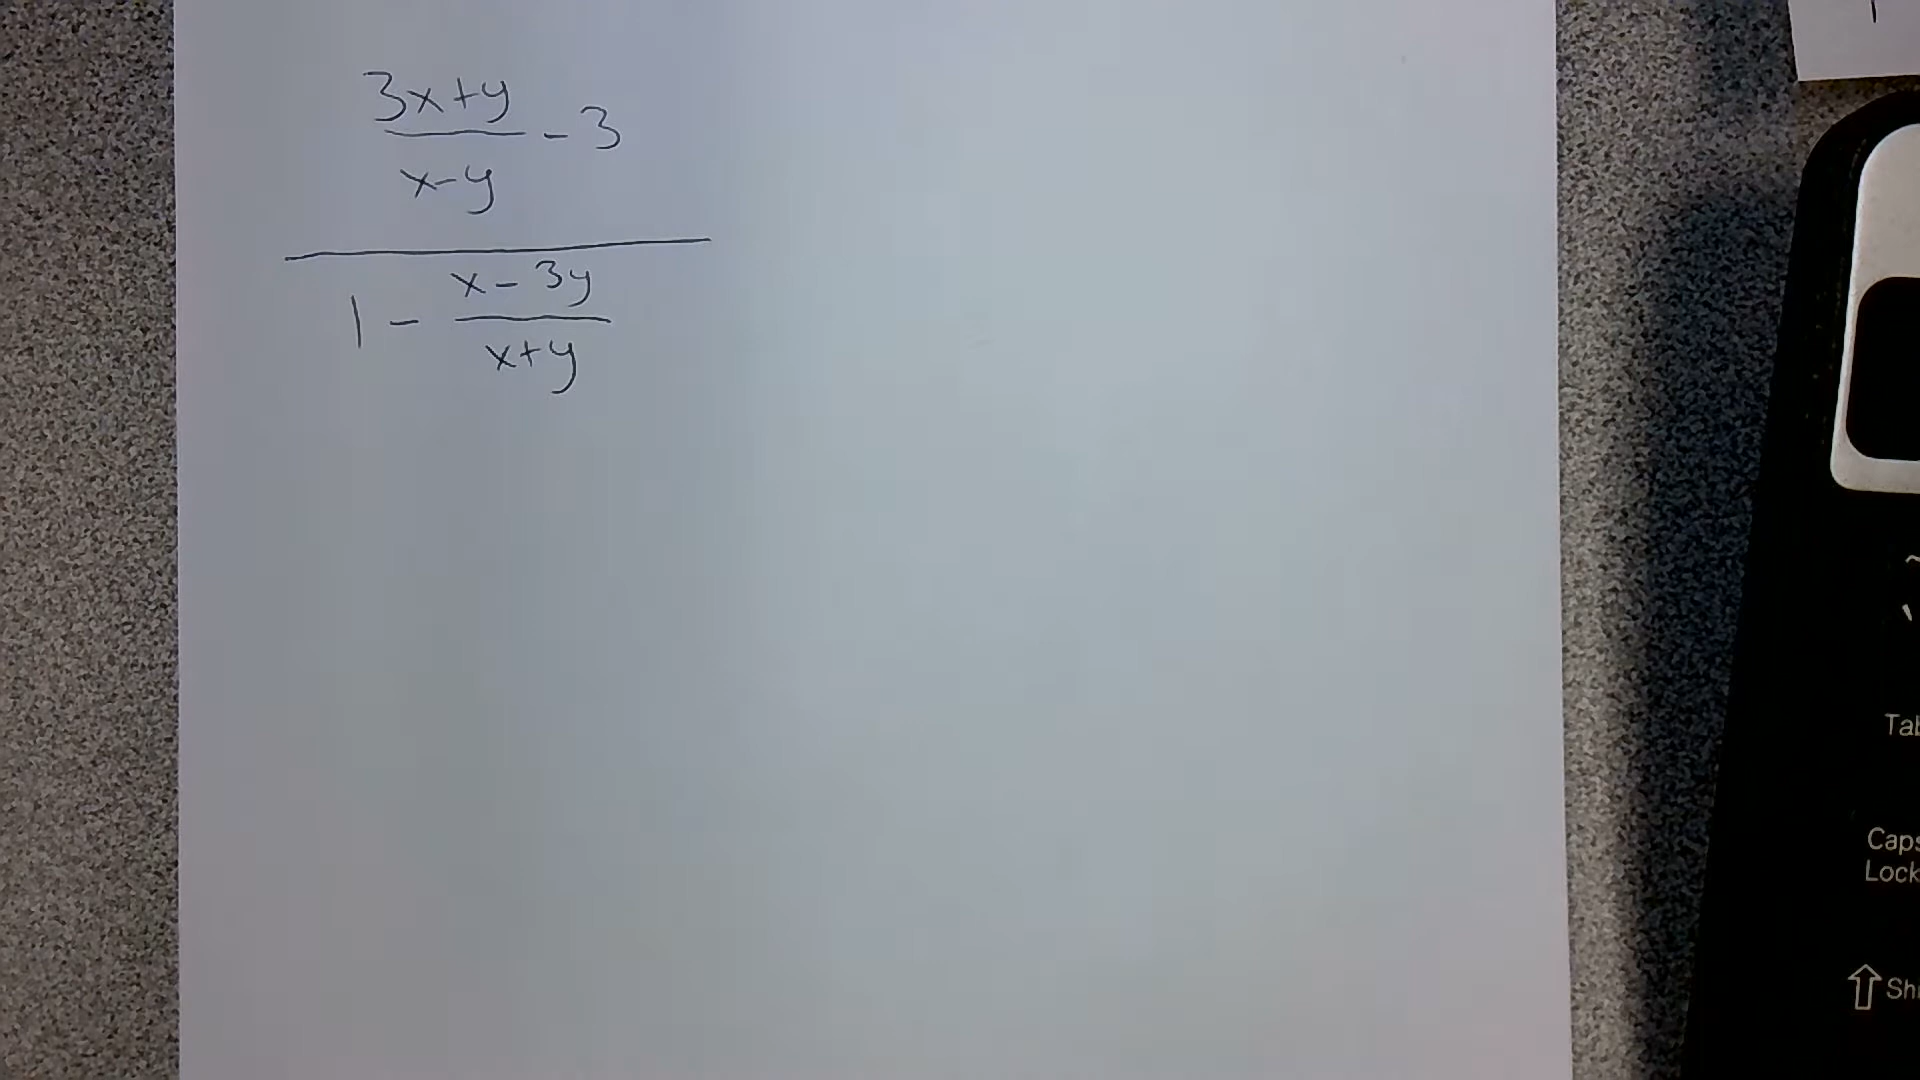 3x+y
—— - 3
x-y
————
x - 3y
1 - ——
x+y
~
`
Tab
Caps
Lock
⇧ Sh